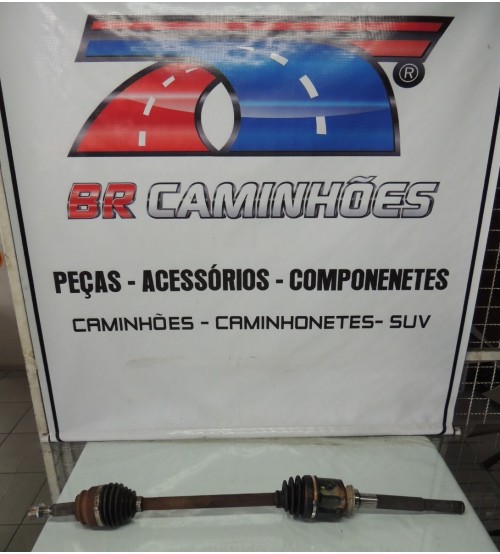 ®
BR CAMINHÕES
PEÇAS - ACESSÓRIOS - COMPONENETES
CAMINHÕES - CAMINHONETES- SUV